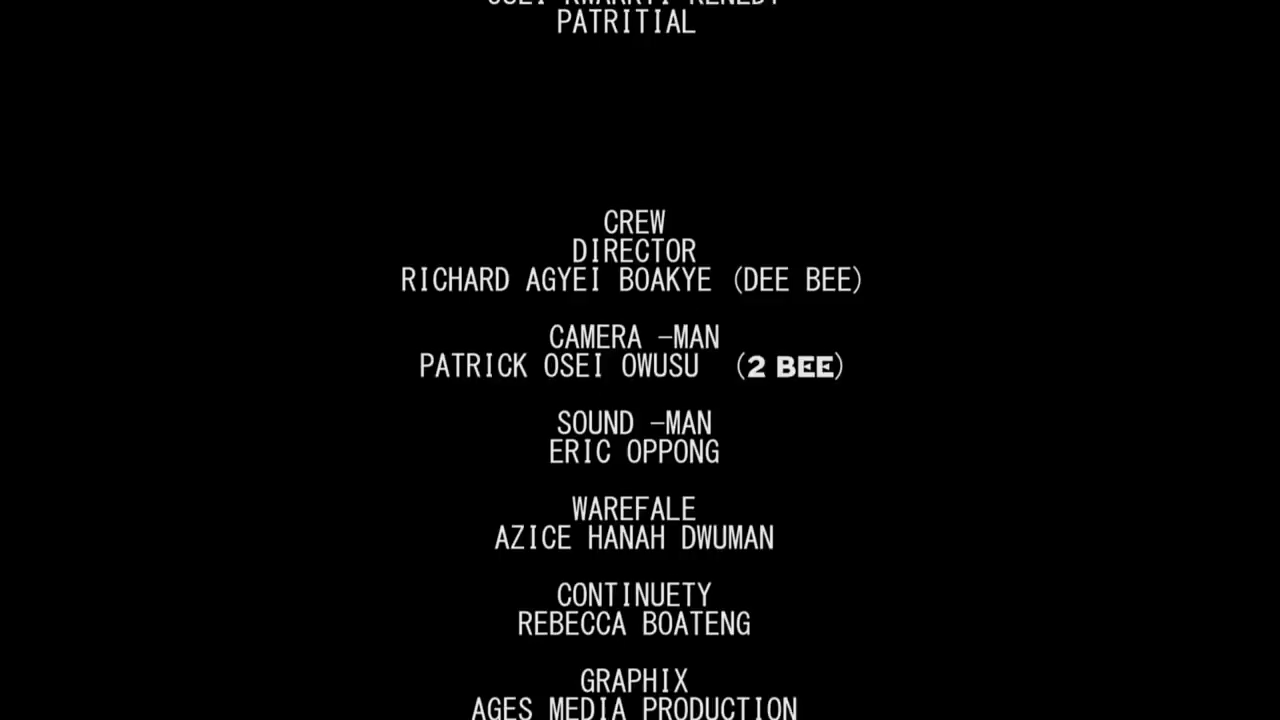 PATRITIAL
CREW
DIRECTOR
RICHARD AGYEI BOAKYE (DEE BEE)
CAMERA -MAN
PATRICK OSEI OWUSU (2 BEE)
SOUND -MAN
ERIC OPPONG
WAREFALE
AZICE HANAH DWUMAN
CONTINUETY
REBECCA BOATENG
GRAPHIX
AGES MEDIA PRODUCTION